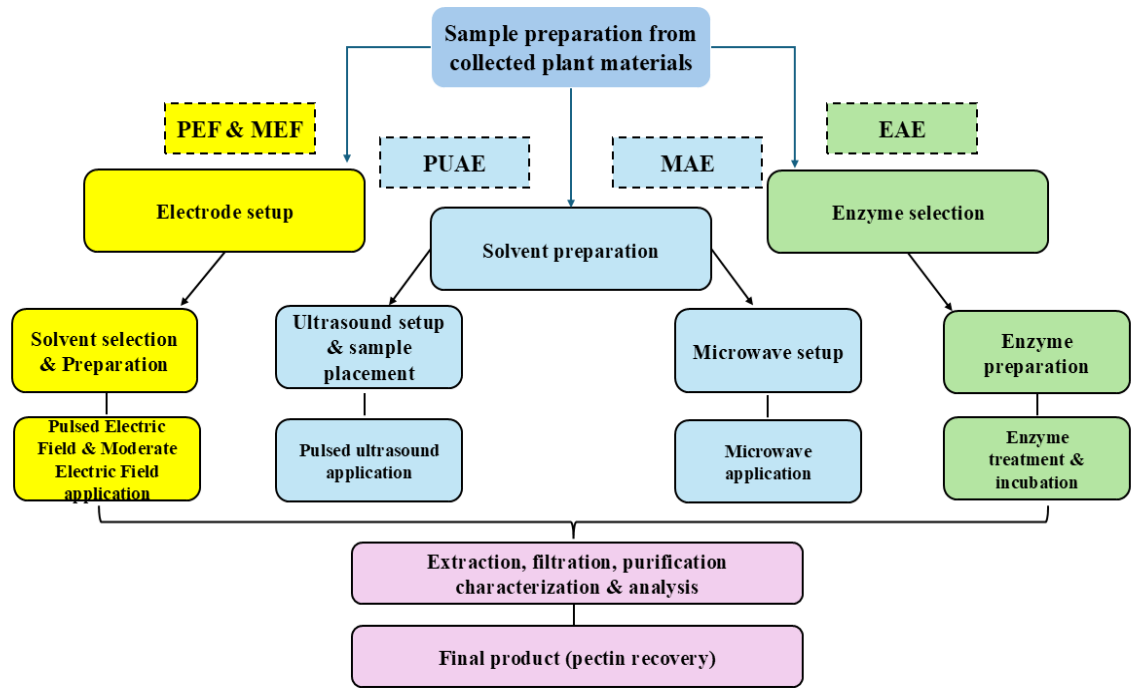 Sample preparation from
collected plant materials
PEF & MEF
EAE
PUAE
MAE
Electrode setup
Enzyme selection
Solvent preparation
Solvent selection
& Preparation
Ultrasound setup
& sample
placement
Microwave setup
Enzyme
preparation
Pulsed Electric
Field & Moderate
Electric Field
application
Pulsed ultrasound
application
Microwave
application
Enzyme
treatment &
incubation
Extraction, filtration, purification
characterization & analysis
Final product (pectin recovery)